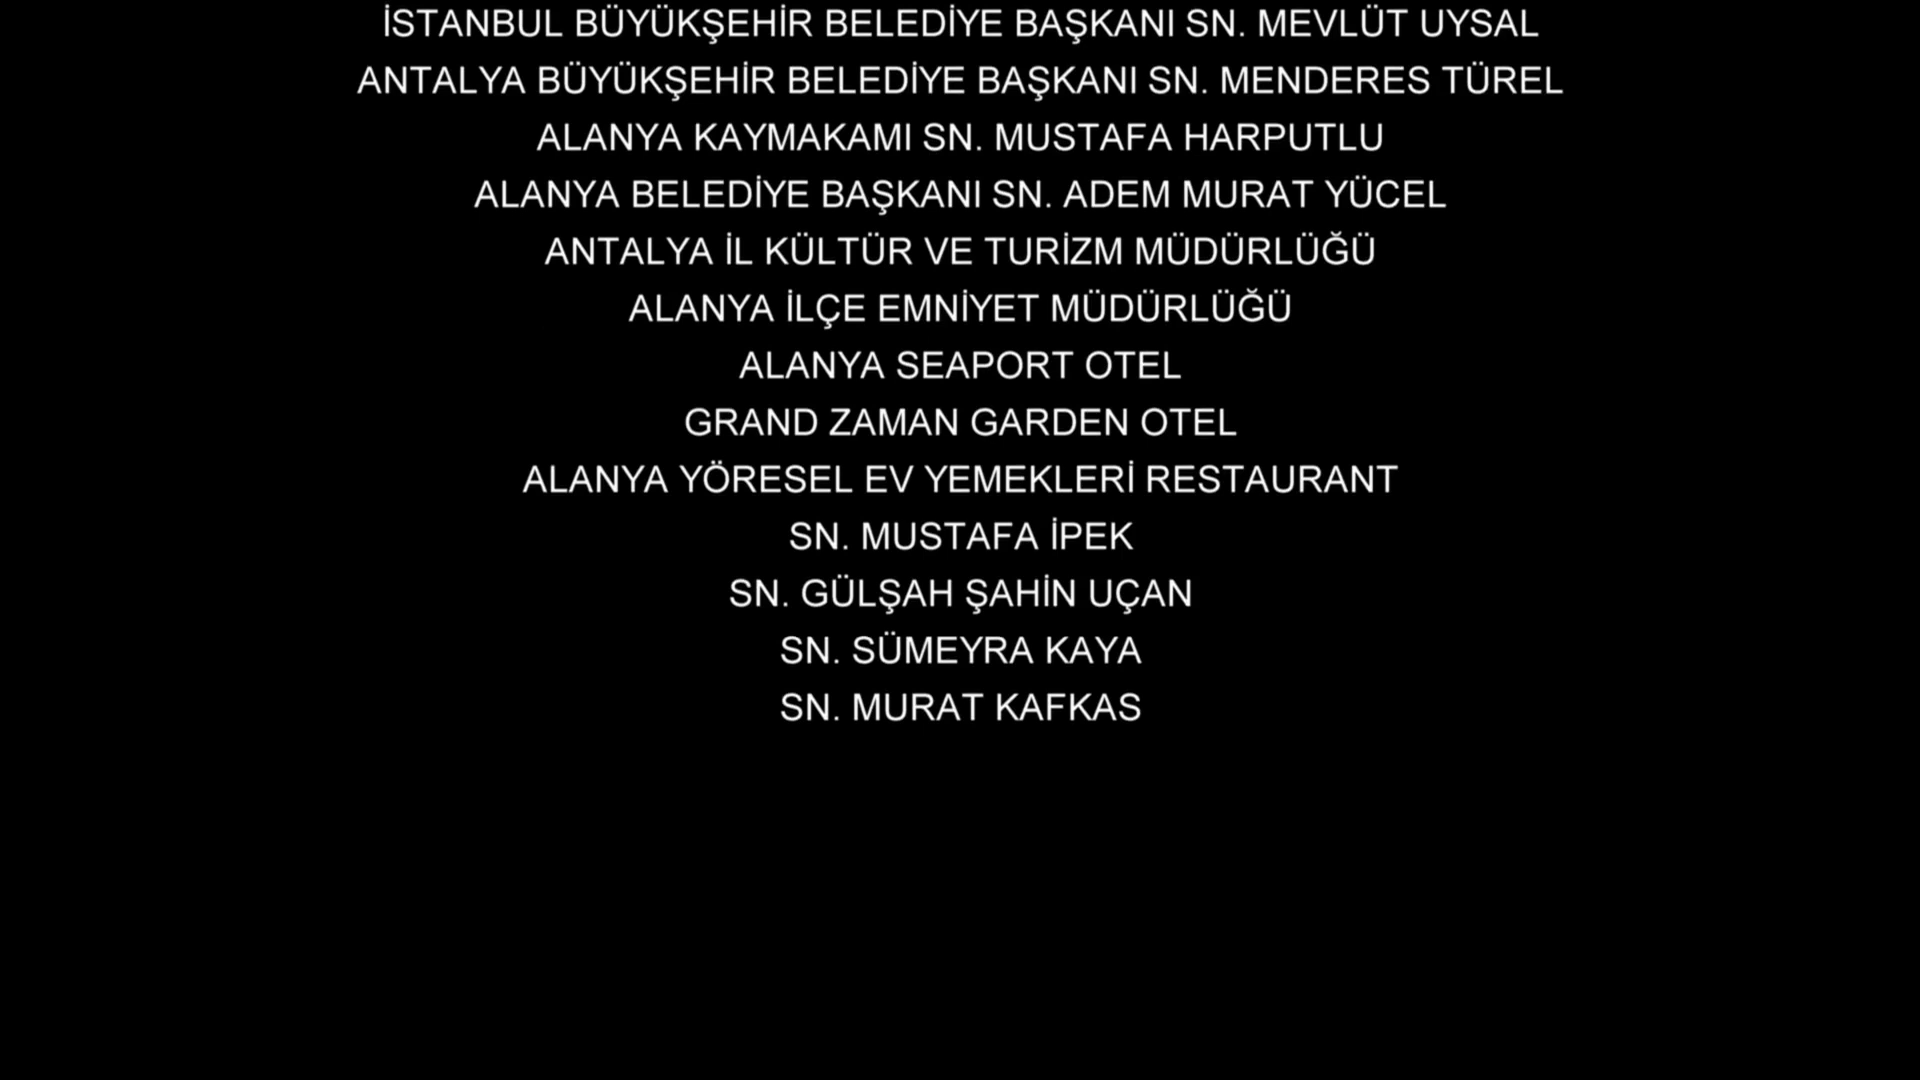 İSTANBUL BÜYÜKŞEHİR BELEDİYE BAŞKANI SN. MEVLÜT UYSAL
ANTALYA BÜYÜKŞEHİR BELEDİYE BAŞKANI SN. MENDERES TÜREL
ALANYA KAYMAKAMI SN. MUSTAFA HARPUTLU
ALANYA BELEDİYE BAŞKANI SN. ADEM MURAT YÜCEL
ANTALYA İL KÜLTÜR VE TURİZM MÜDÜRLÜĞÜ
ALANYA İLÇE EMNİYET MÜDÜRLÜĞÜ
ALANYA SEAPORT OTEL
GRAND ZAMAN GARDEN OTEL
ALANYA YÖRESEL EV YEMEKLERİ RESTAURANT
SN. MUSTAFA İPEK
SN. GÜLŞAH ŞAHİN UÇAN
SN. SÜMEYRA KAYA
SN. MURAT KAFKAS